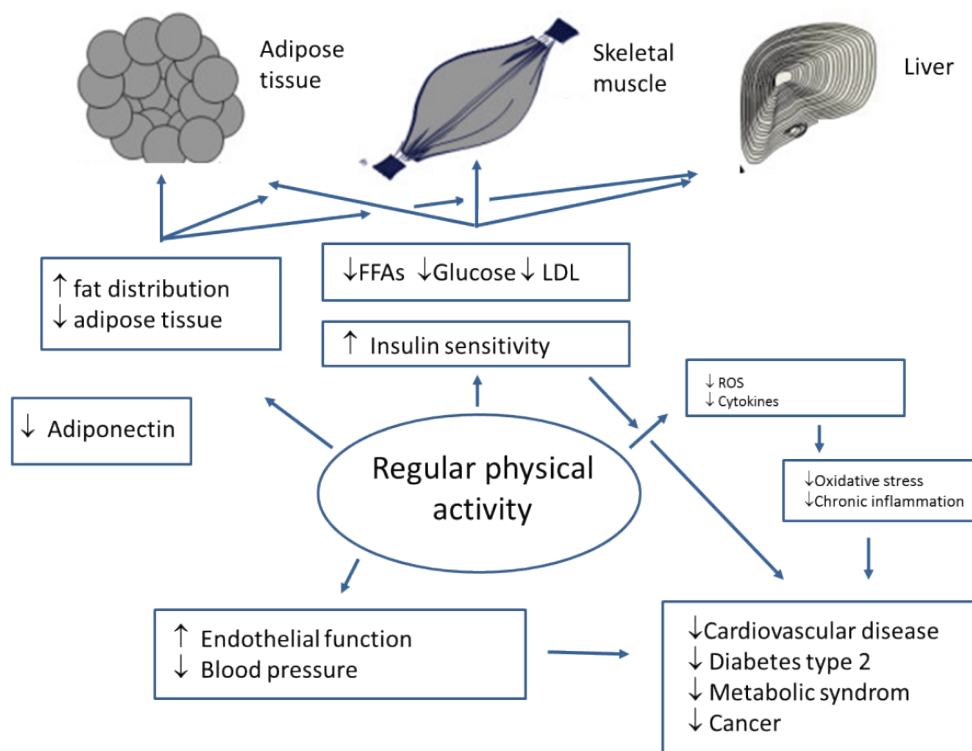 Adipose
tissue
Skeletal
muscle
Liver
↑ fat distribution
↓ adipose tissue
↓FFAs ↓Glucose ↓ LDL
↑ Insulin sensitivity
↓ ROS
↓ Cytokines
↓ Adiponectin
Regular physical
activity
↓Oxidative stress
↓Chronic inflammation
↑ Endothelial function
↓ Blood pressure
↓Cardiovascular disease
↓ Diabetes type 2
↓ Metabolic syndrom
↓ Cancer